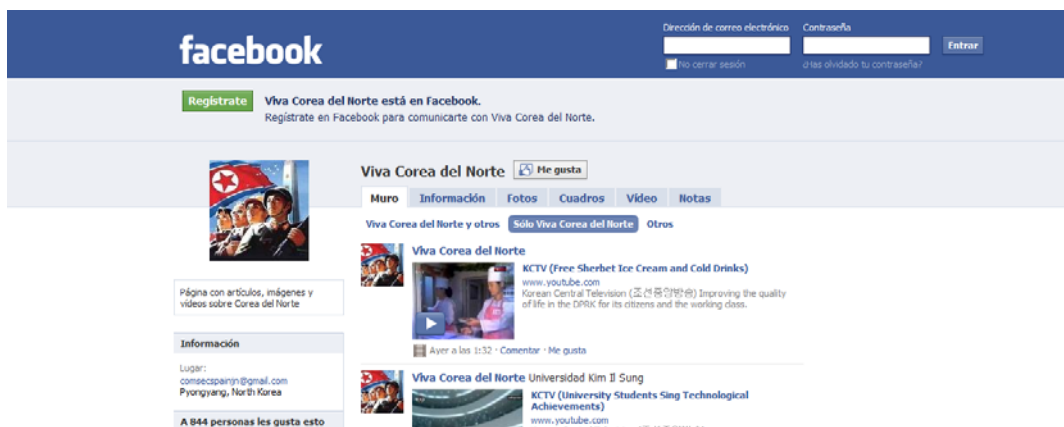 facebook
Dirección de correo electrónico
Contraseña
Entrar
No cerrar sesión
¿Has olvidado tu contraseña?
Regístrate
Viva Corea del Norte está en Facebook.
Regístrate en Facebook para comunicarte con Viva Corea del Norte.
Viva Corea del Norte
Me gusta
Muro Información Fotos Cuadros Vídeo Notas
Viva Corea del Norte y otros Sólo Viva Corea del Norte Otros
Viva Corea del Norte
KCTV (Free Sherbet Ice Cream and Cold Drinks)
www.youtube.com
Korean Central Television (조선중앙방송) Improving the quality
of life in the DPRK for its citizens and the working class.
Ayer a las 1:32 · Comentar · Me gusta
Página con artículos, imágenes y
vídeos sobre Corea del Norte
Información
Lugar:
comsecspainjn@gmail.com
Pyongyang, North Korea
A 844 personas les gusta esto
Viva Corea del Norte Universidad Kim Il Sung
KCTV (University Students Sing Technological
Achievements)
www.youtube.com